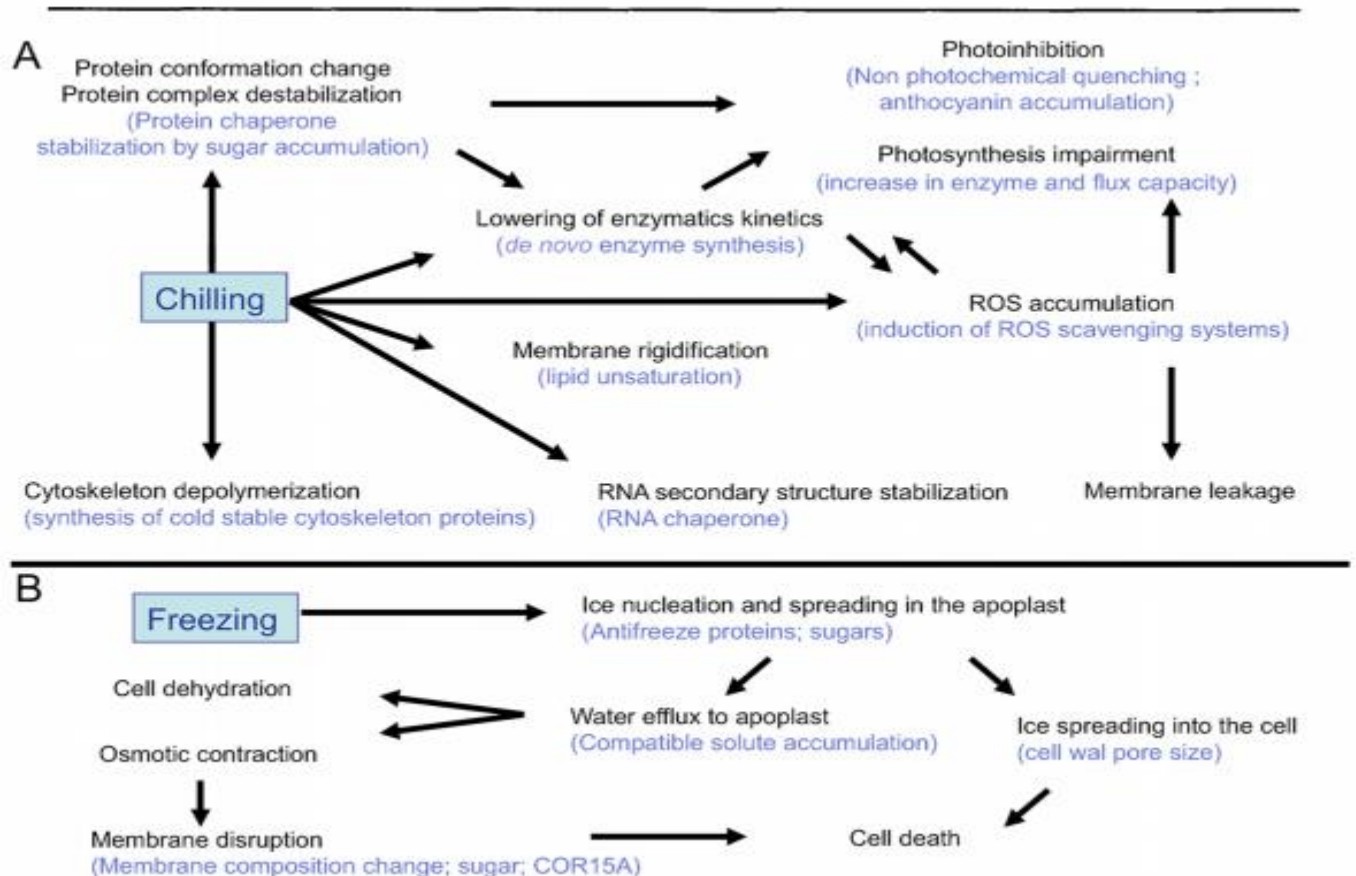 A
Protein conformation change
Protein complex destabilization
(Protein chaperone
stabilization by sugar accumulation)
Photoinhibition
(Non photochemical quenching ;
anthocyanin accumulation)
Photosynthesis impairment
(increase in enzyme and flux capacity)
Lowering of enzymatics kinetics
(de novo enzyme synthesis)
Chilling
ROS accumulation
(induction of ROS scavenging systems)
Membrane rigidification
(lipid unsaturation)
Cytoskeleton depolymerization
(synthesis of cold stable cytoskeleton proteins)
RNA secondary structure stabilization
(RNA chaperone)
Membrane leakage
B
Freezing
Ice nucleation and spreading in the apoplast
(Antifreeze proteins; sugars)
Cell dehydration
Water efflux to apoplast
(Compatible solute accumulation)
Ice spreading into the cell
(cell wal pore size)
Osmotic contraction
Membrane disruption
(Membrane composition change; sugar; COR15A)
Cell death